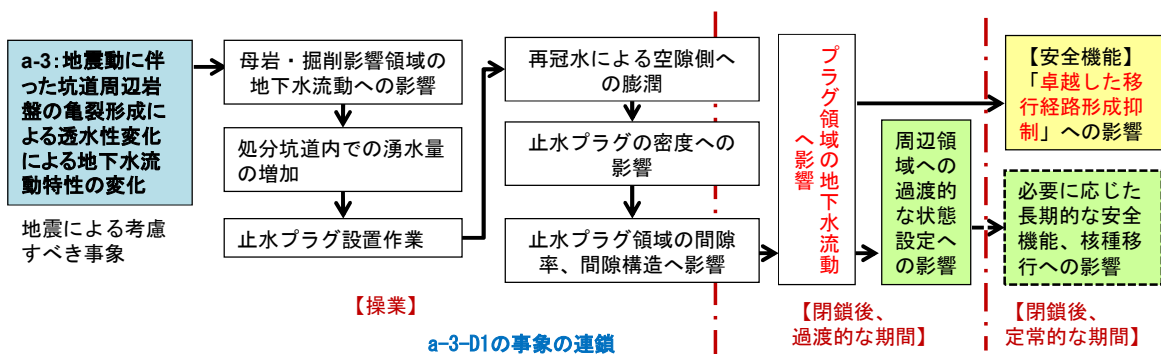 a-3：地震動に伴
った坑道周辺岩
盤の亀裂形成に
よる透水性変化
による地下水流
動特性の変化
地震による考慮
すべき事象
母岩・掘削影響領域の
地下水流動への影響
処分坑道内での湧水量
の増加
止水プラグ設置作業
再冠水による空隙側へ
の膨潤
止水プラグの密度への
影響
止水プラグ領域の間隙
率、間隙構造へ影響
プラグ領域の地下水流動
へ影響
周辺領
域への
過渡的
な状態
設定へ
の影響
【安全機能】
「卓越した移
行経路形成抑
制」への影響
必要に応じた
長期的な安全
機能、核種移
行への影響
【操業】
【閉鎖後、
過渡的な期間】
【閉鎖後、
定常的な期間】
a-3-D1の事象の連鎖